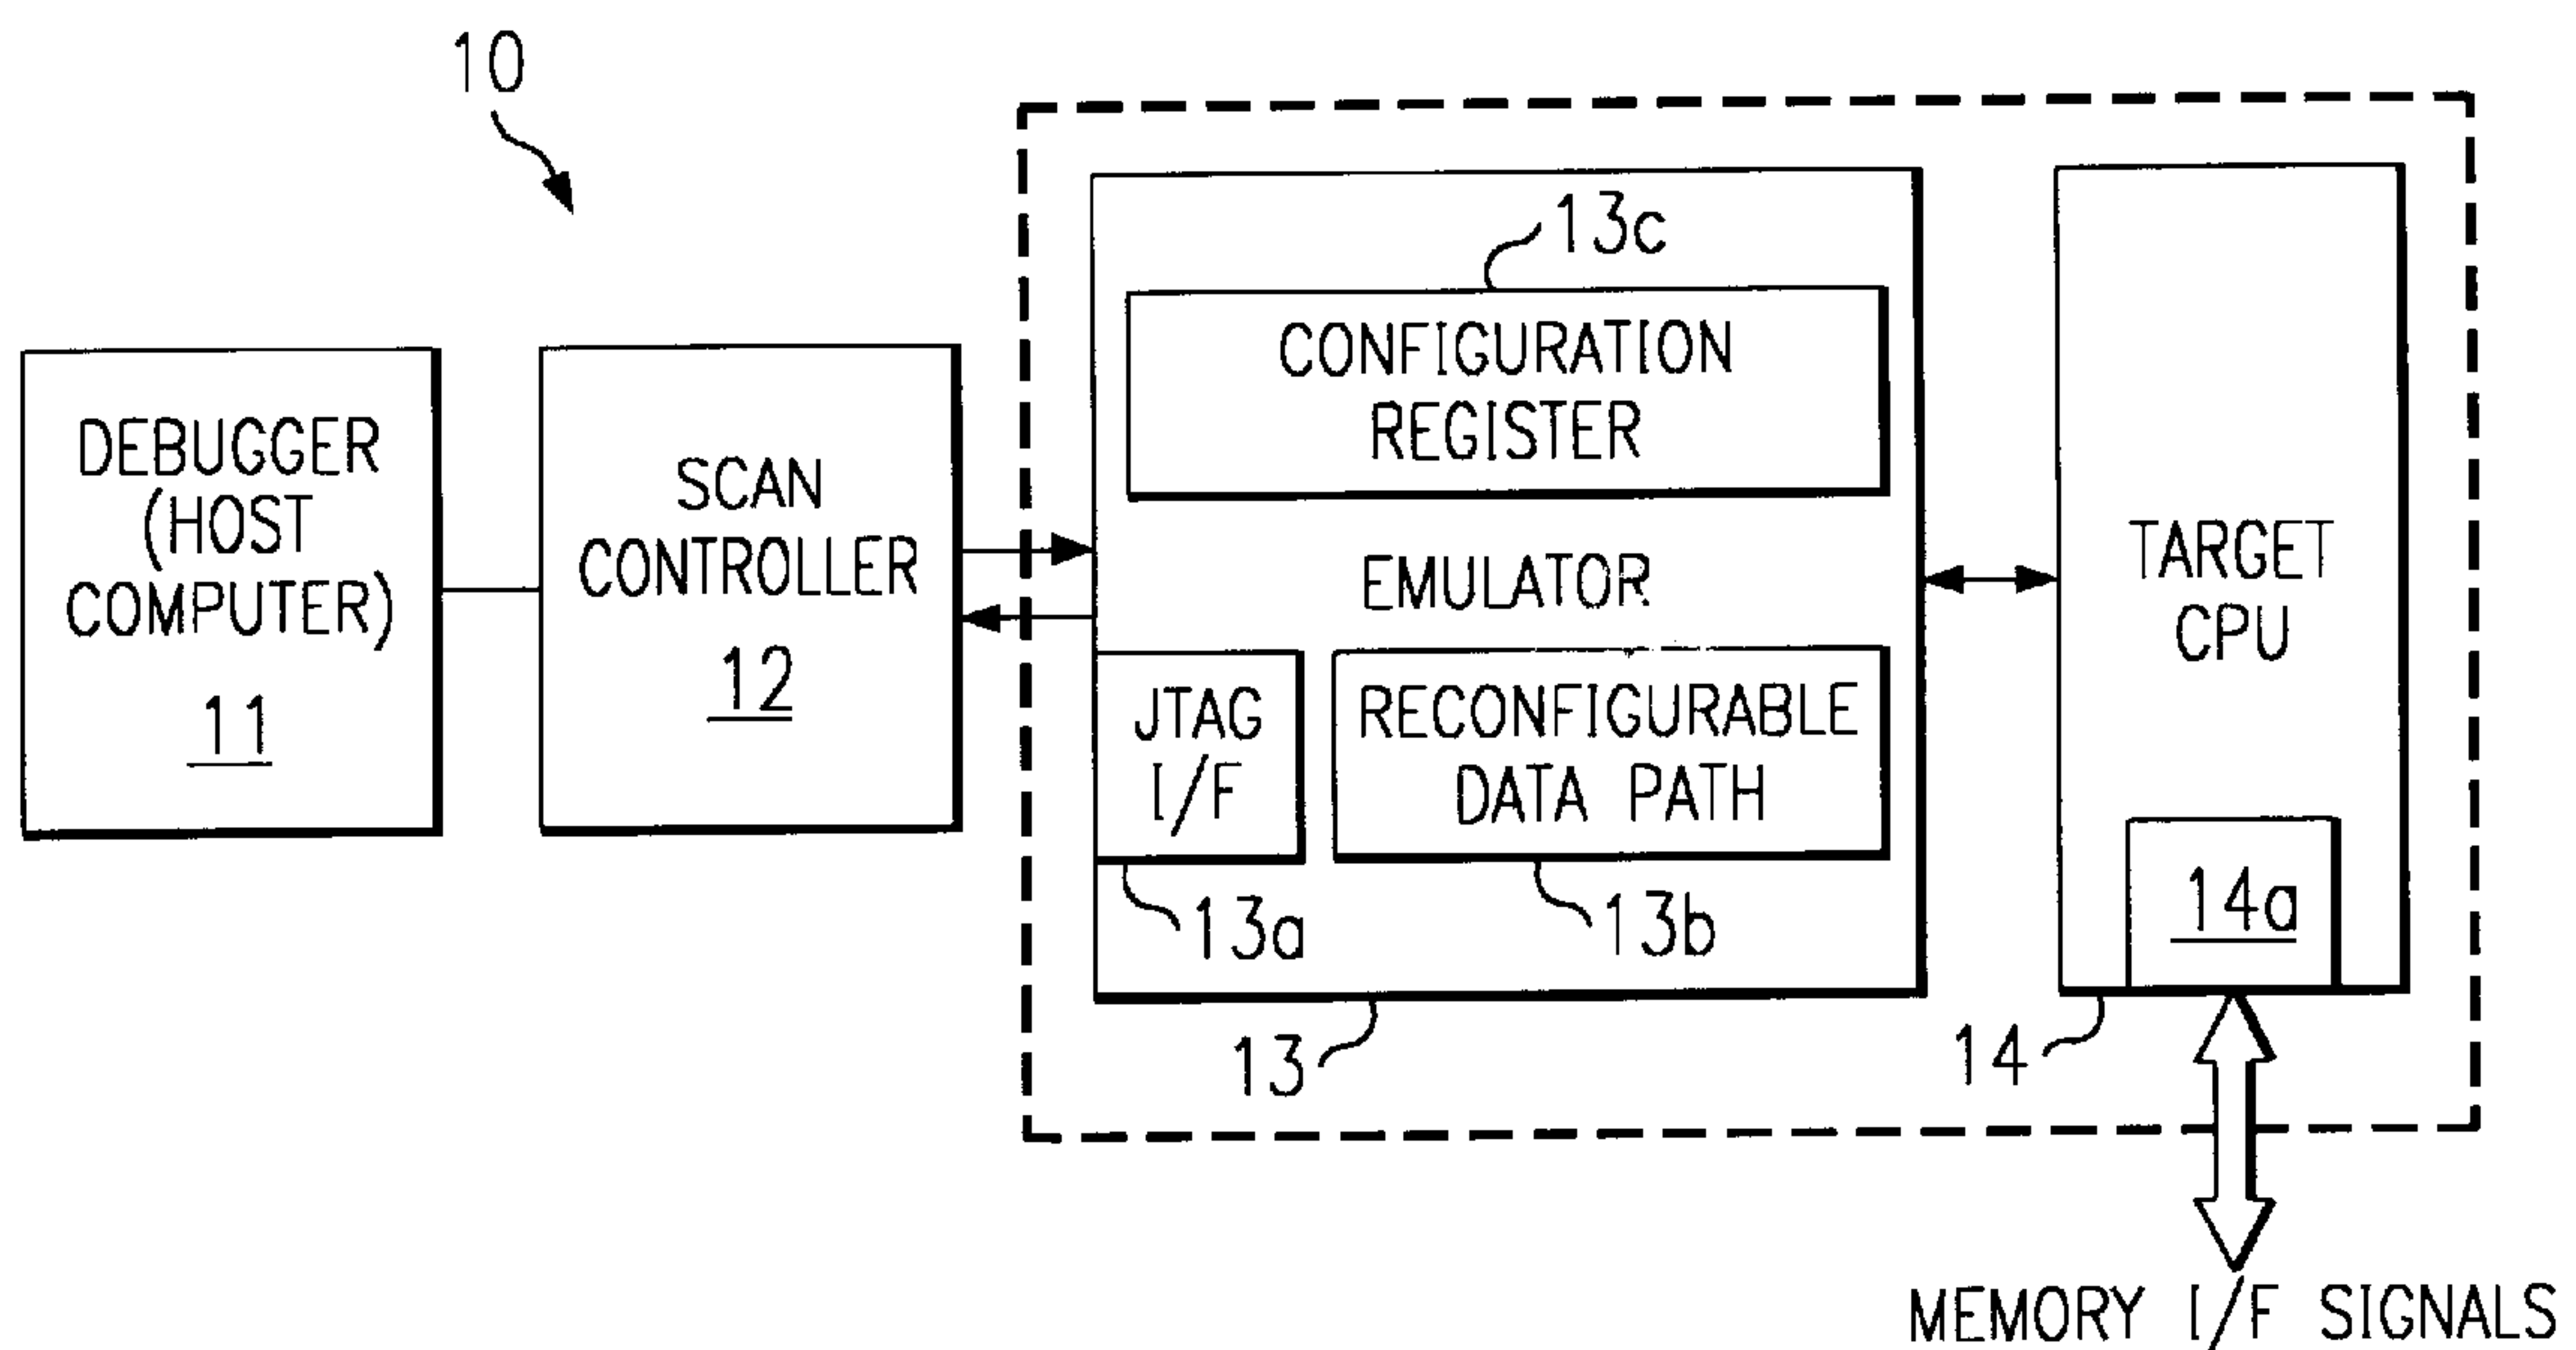 10
DEBUGGER
(HOST
COMPUTER)
11
SCAN
CONTROLLER
12
13c
CONFIGURATION
REGISTER
EMULATOR
JTAG
I/F
13a
RECONFIGURABLE
DATA PATH
13b
13
TARGET
CPU
14a
14
MEMORY I/F SIGNALS